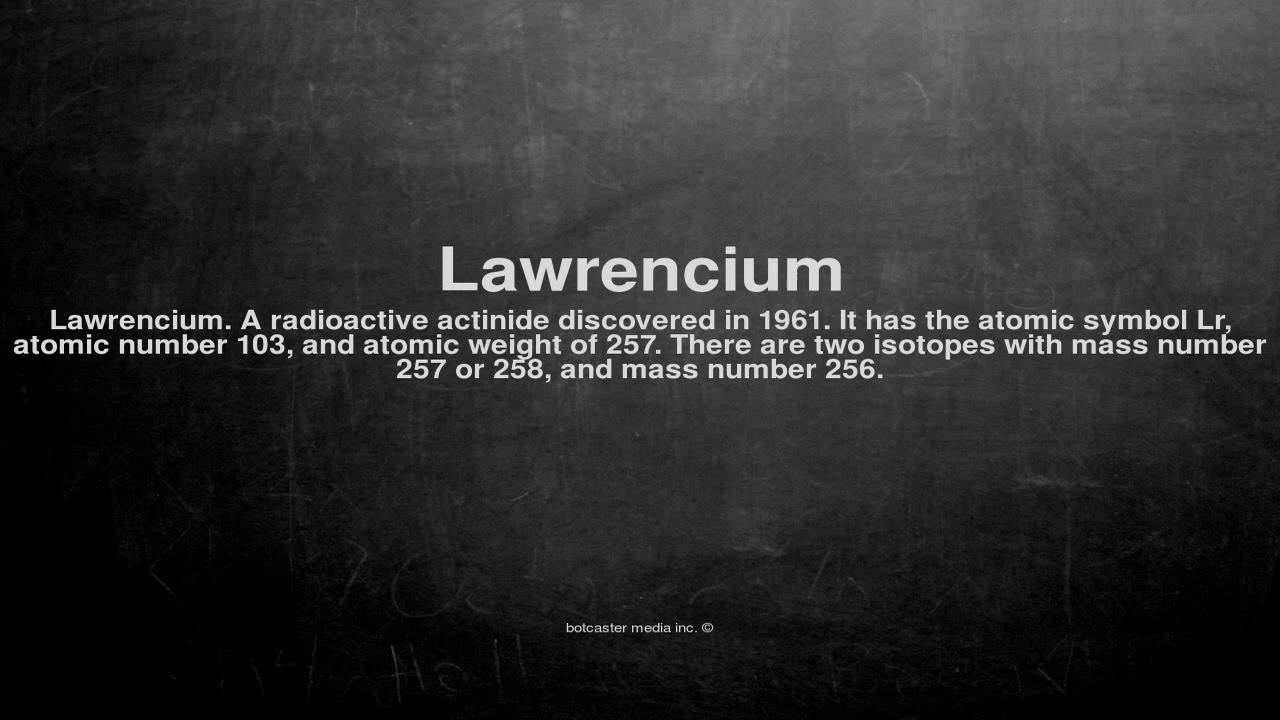 Lawrencium
Lawrencium. A radioactive actinide discovered in 1961. It has the atomic symbol Lr,
atomic number 103, and atomic weight of 257. There are two isotopes with mass number
257 or 258, and mass number 256.
botcaster media inc. ©